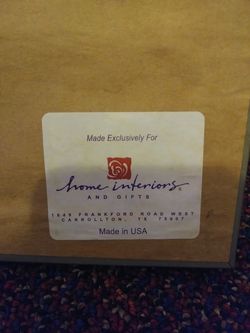 Made Exclusively For
home interiors
AND GIFTS
1649 FRANKFORD ROAD WEST
CARROLLTON, TX 75007
Made in USA